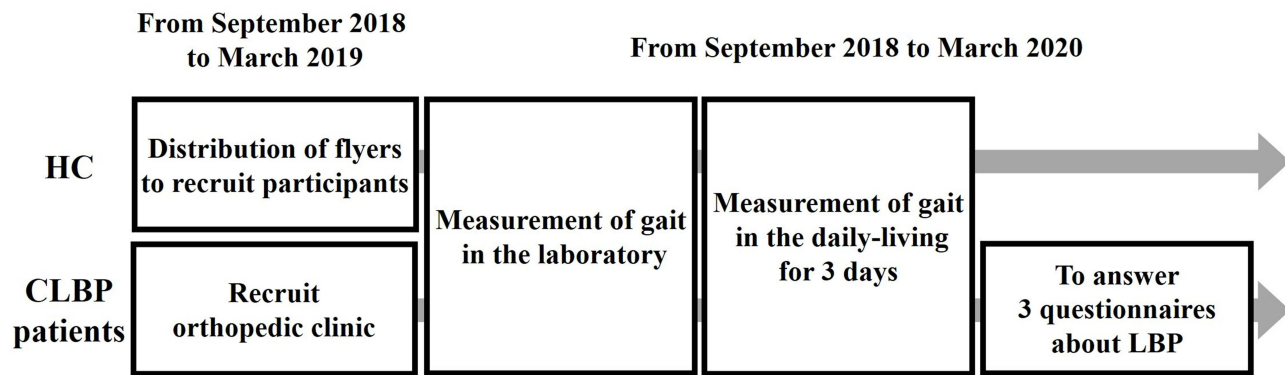 From September 2018
to March 2019
From September 2018 to March 2020
HC
Distribution of flyers
to recruit participants
Measurement of gait
in the laboratory
Measurement of gait
in the daily-living
for 3 days
CLBP
patients
Recruit
orthopedic clinic
To answer
3 questionnaires
about LBP